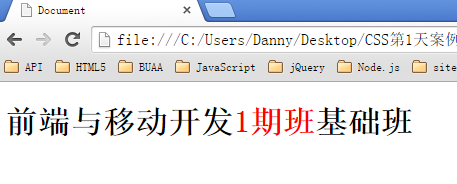 Document
file:///C:/Users/Danny/Desktop/CSS第1天案例
API HTML5 BUAA JavaScript jQuery Node.js site
前端与移动开发1期班基础班